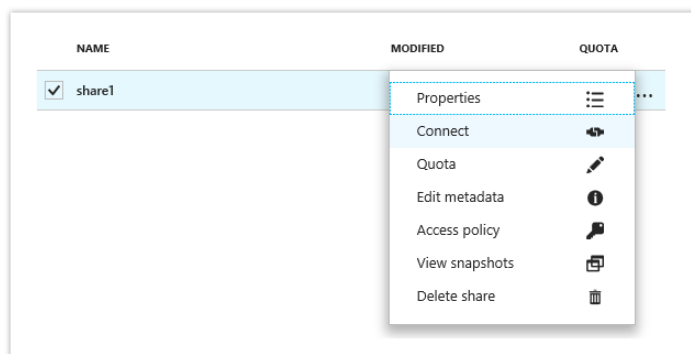 NAME MODIFIED QUOTA
share1 ...
Properties
Connect
Quota
Edit metadata
Access policy
View snapshots
Delete share